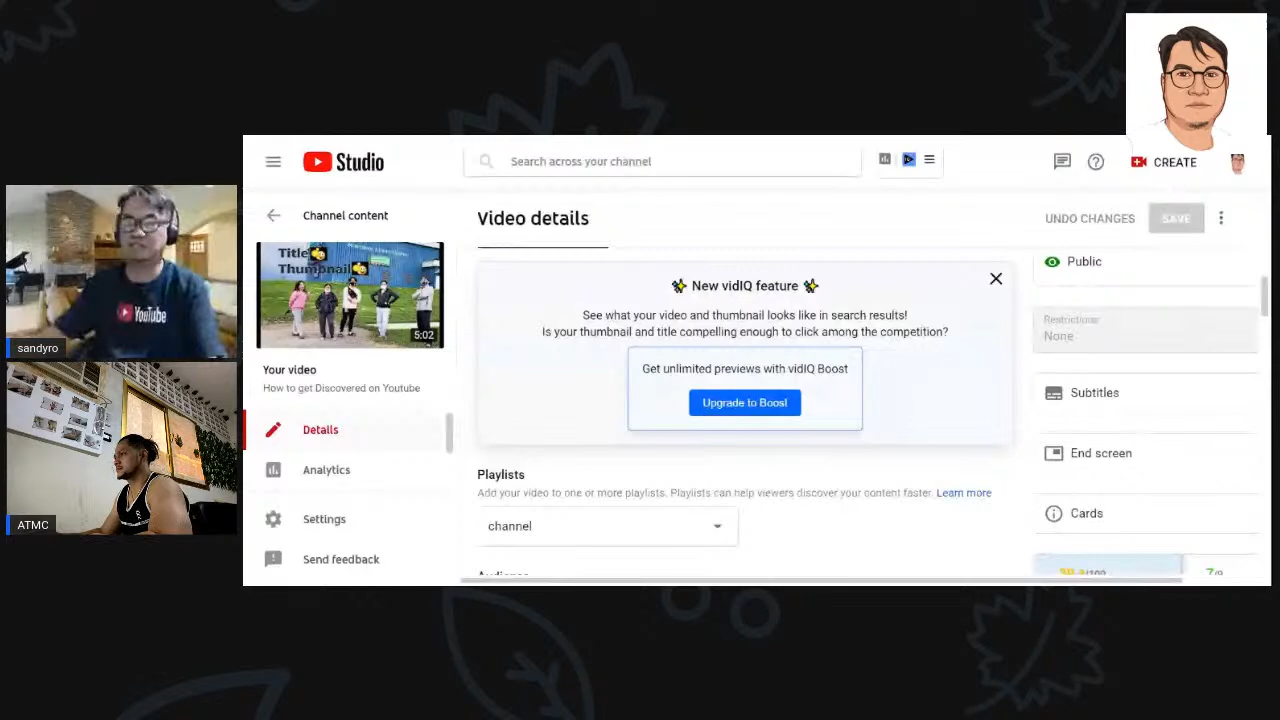 Studio
Search across your channel
CREATE
Channel content
Video details
UNDO CHANGES
SAVE
Title
Thumbnail
5:02
Your video
How to get Discovered on Youtube
Details
Analytics
Settings
Send feedback
New vidIQ feature
See what your video and thumbnail looks like in search results!
Is your thumbnail and title compelling enough to click among the competition?
Get unlimited previews with vidIQ Boost
Upgrade to Boost
Playlists
Add your video to one or more playlists. Playlists can help viewers discover your content faster. Learn more
channel
Audience
Public
Restrictions
None
Subtitles
End screen
Cards
YouTube
sandyro
ATMC